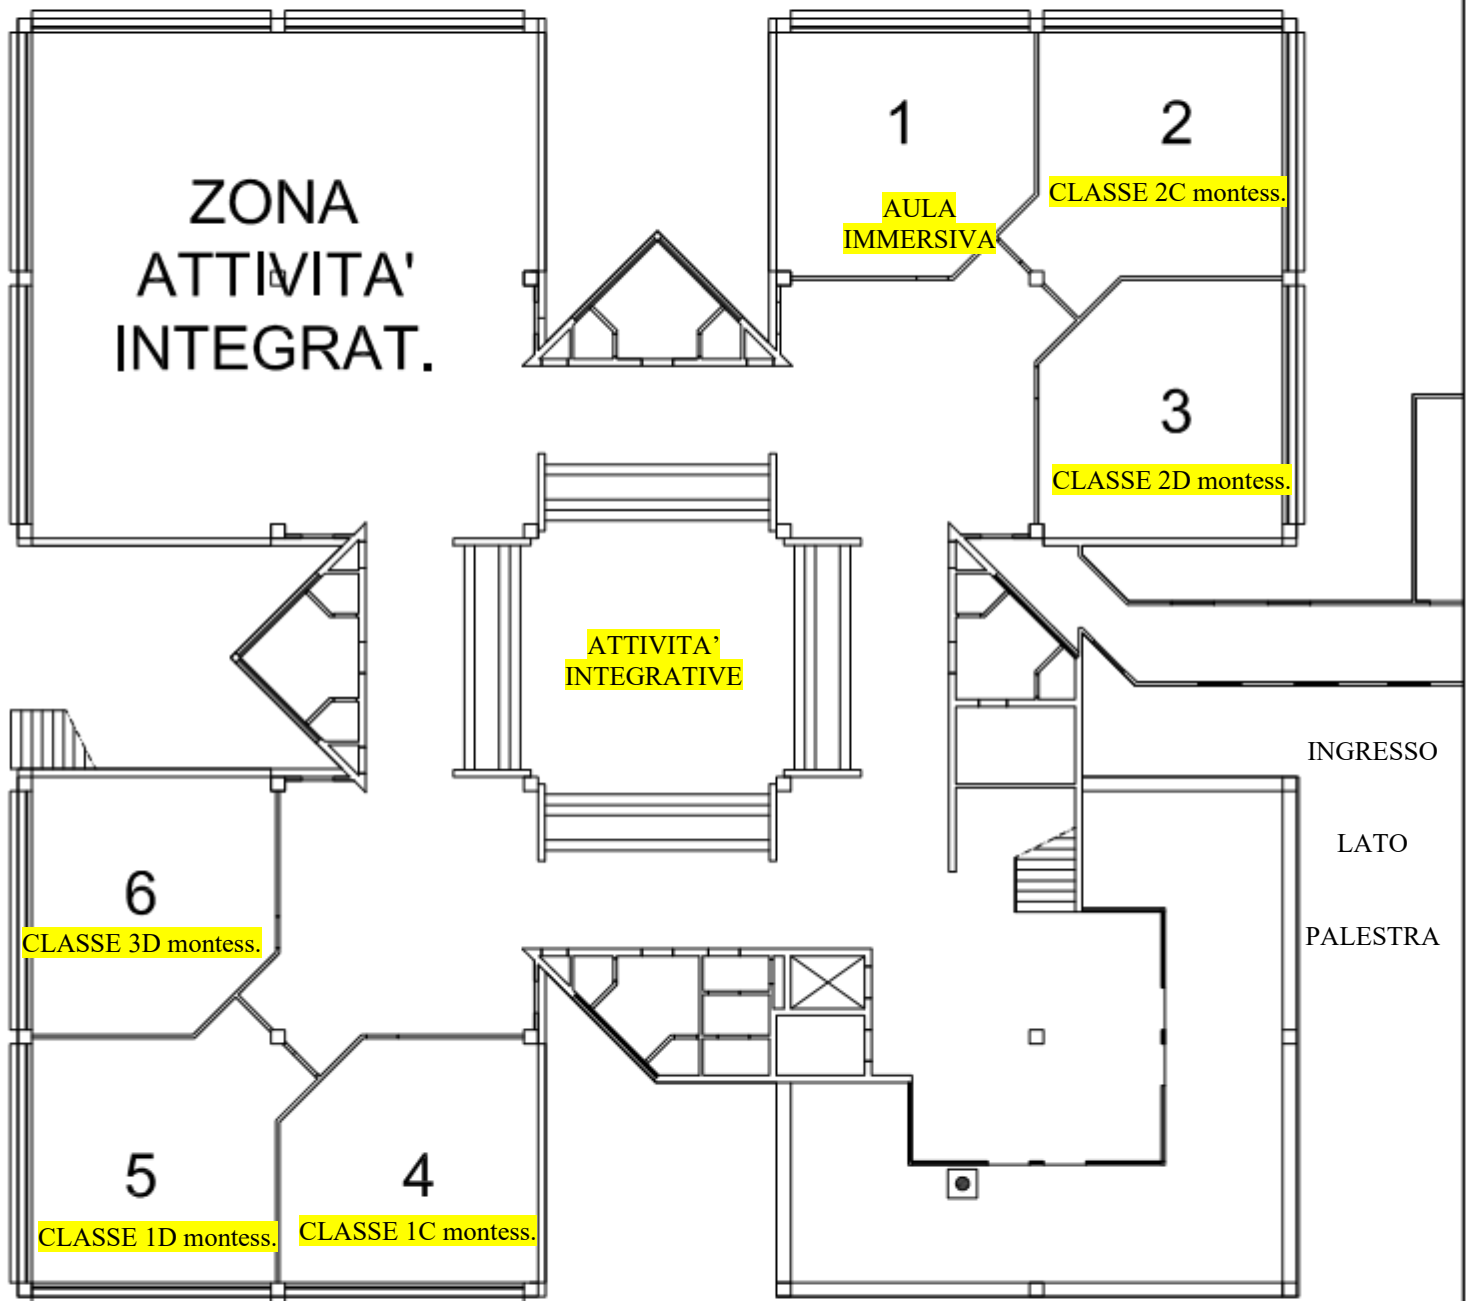 ZONA
ATTIVITA'
INTEGRAT.
1
AULA
IMMERSIVA
2
CLASSE 2C montess.
3
CLASSE 2D montess.
ATTIVITA’
INTEGRATIVE
INGRESSO
LATO
PALESTRA
6
CLASSE 3D montess.
5
CLASSE 1D montess.
4
CLASSE 1C montess.